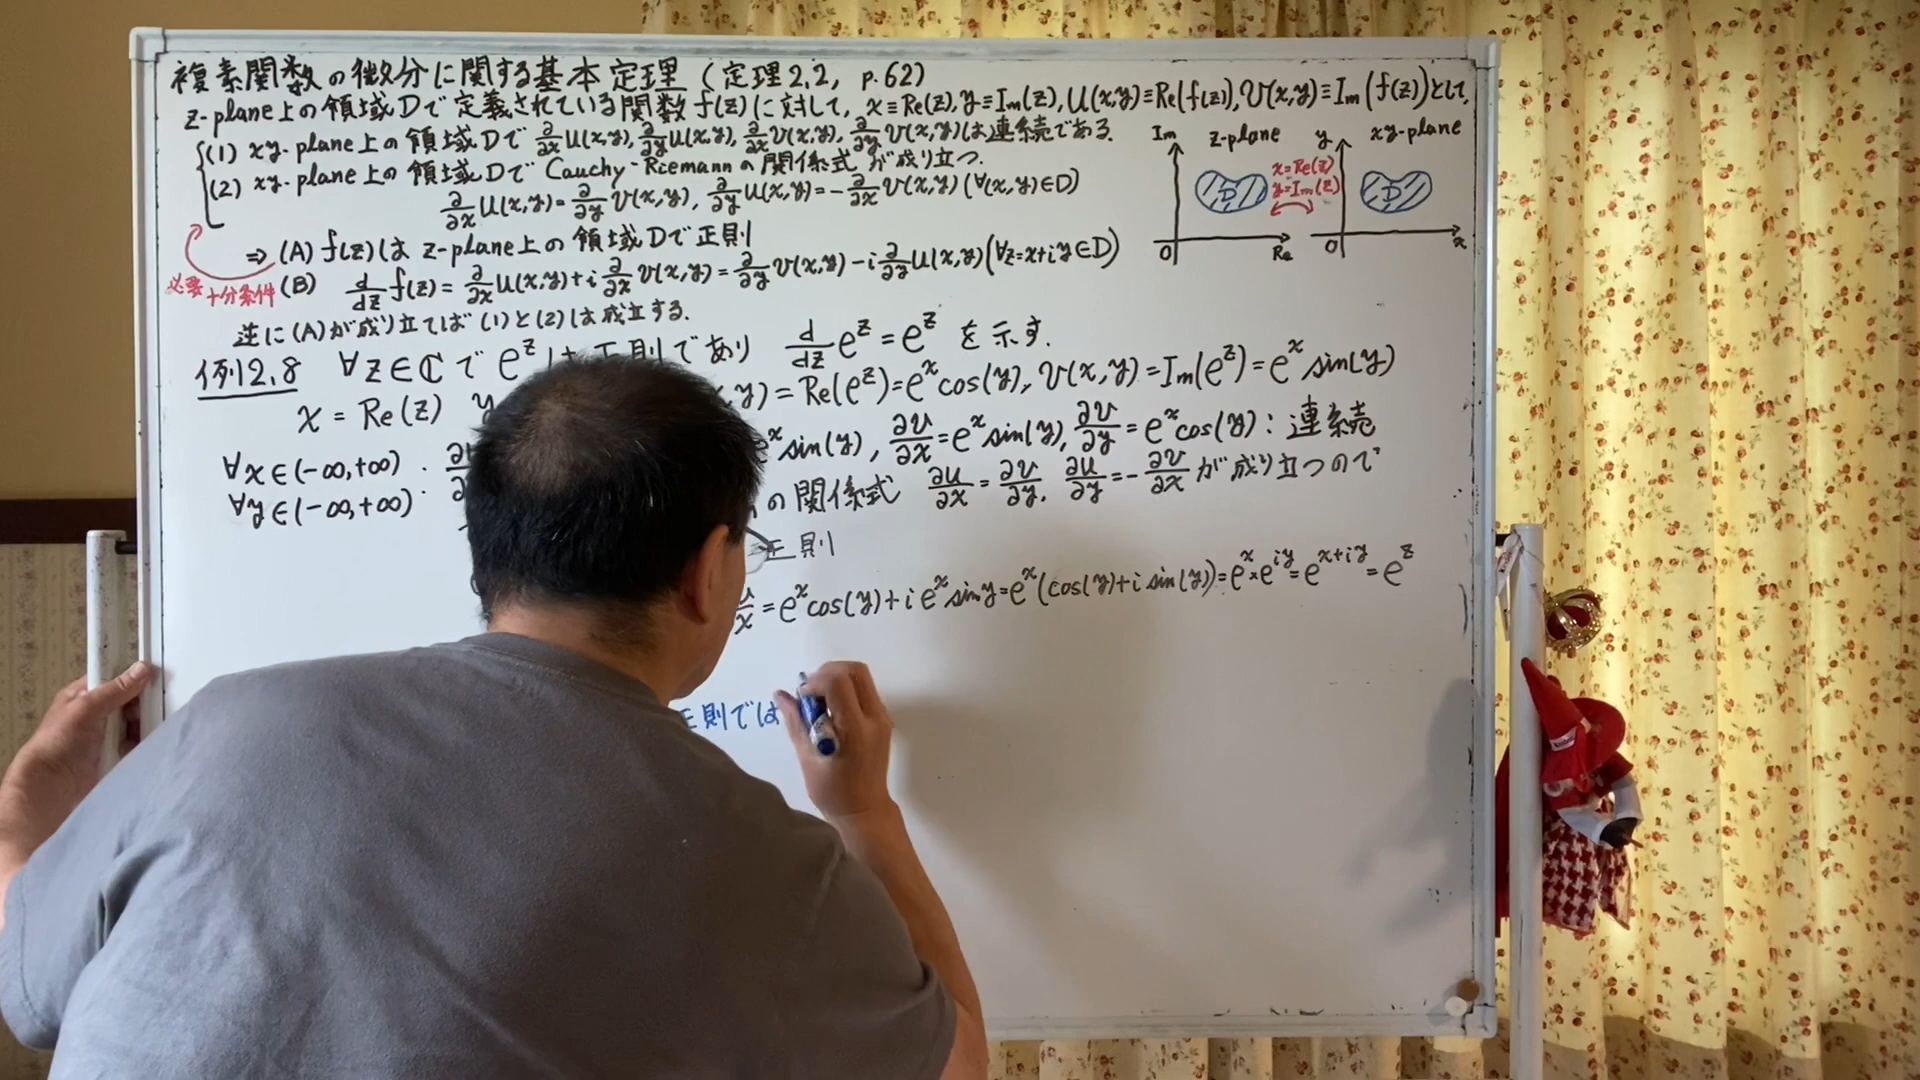 複素関数の微分に関する基本定理 (定理2.2, p.62)
z-plane上の領域Dで定義されている関数 f(z)に対して, x≡Re(z), y≡Im(z), u(x,y)≡Re(f(z)), v(x,y)≡Im(f(z))として,
(1) xy-plane上の領域Dで ∂/∂x u(x,y), ∂/∂y u(x,y), ∂/∂x v(x,y), ∂/∂y v(x,y)は連続である.
(2) xy-plane上の領域DでCauchy-Riemannの関係式が成り立つ.
∂/∂x u(x,y)=∂/∂y v(x,y), ∂/∂y u(x,y)=-∂/∂x v(x,y) (∀(x,y)∈D)
⇒ (A) f(z)は z-plane上の領域Dで正則
(B) d/dz f(z)=∂/∂x u(x,y)+i ∂/∂x v(x,y)=∂/∂y v(x,y)-i ∂/∂y u(x,y) (∀z=x+iy∈D)
必要十分条件
逆に(A)が成り立てば(1)と(2)は成立する.
Im z-plane
D
0 Re
x=Re(z)
y=Im(z)
y xy-plane
D
0 x
例2.8 ∀z∈ℂで e^z は正則であり d/dz e^z = e^z を示す.
x = Re(z) y
,y)=Re(e^z)=e^x cos(y), v(x,y)=Im(e^z)=e^x sin(y)
∀x∈(-∞,+∞)
∀y∈(-∞,+∞)
e^x sin(y), ∂v/∂x=e^x sin(y), ∂v/∂y=e^x cos(y): 連続
の関係式 ∂u/∂x=∂v/∂y, ∂u/∂y=-∂v/∂xが成り立つので
正則
=e^x cos(y)+i e^x sin y=e^x(cos(y)+i sin(y))=e^x×e^{iy}=e^{x+iy}=e^z
正則では